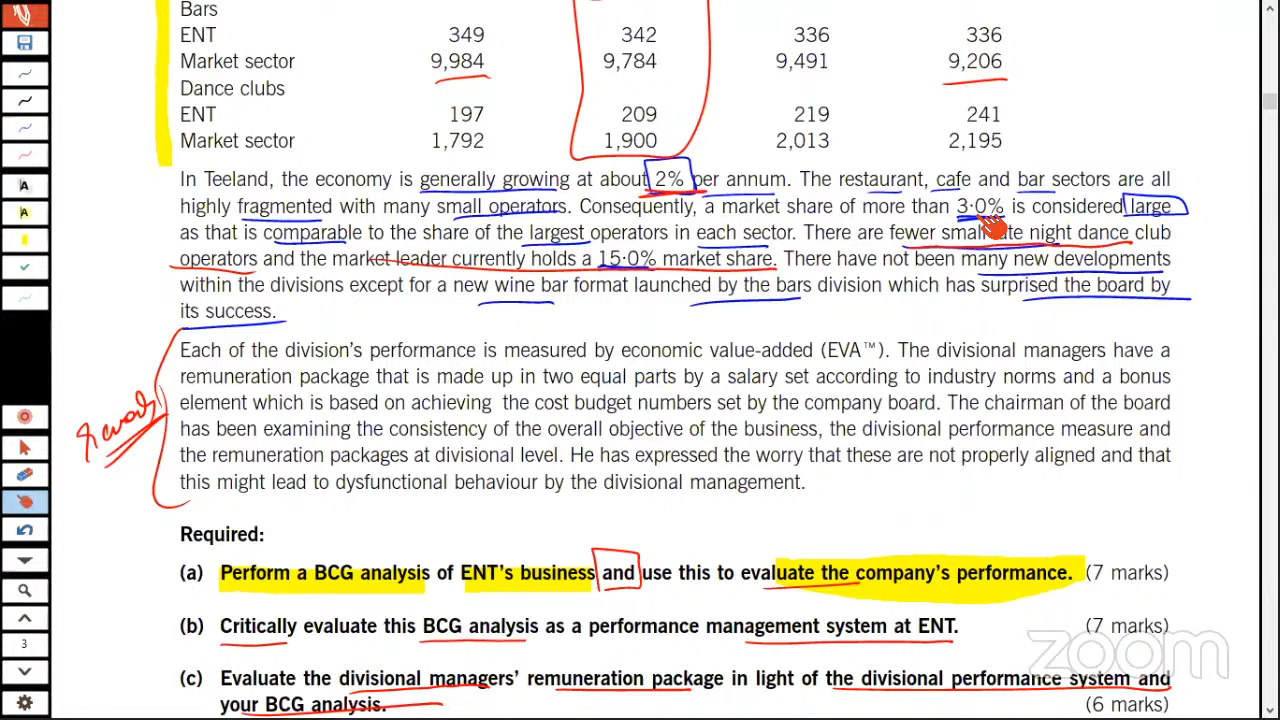 Bars
ENT 349 342 336 336
Market sector 9,984 9,784 9,491 9,206
Dance clubs
ENT 197 209 219 241
Market sector 1,792 1,900 2,013 2,195
In Teeland, the economy is generally growing at about 2% per annum. The restaurant, cafe and bar sectors are all
highly fragmented with many small operators. Consequently, a market share of more than 3·0% is considered large
as that is comparable to the share of the largest operators in each sector. There are fewer small late night dance club
operators and the market leader currently holds a 15·0% market share. There have not been many new developments
within the divisions except for a new wine bar format launched by the bars division which has surprised the board by
its success.
Each of the division's performance is measured by economic value-added (EVA™). The divisional managers have a
remuneration package that is made up in two equal parts by a salary set according to industry norms and a bonus
element which is based on achieving the cost budget numbers set by the company board. The chairman of the board
has been examining the consistency of the overall objective of the business, the divisional performance measure and
the remuneration packages at divisional level. He has expressed the worry that these are not properly aligned and that
this might lead to dysfunctional behaviour by the divisional management.
Required:
(a) Perform a BCG analysis of ENT's business and use this to evaluate the company's performance. (7 marks)
(b) Critically evaluate this BCG analysis as a performance management system at ENT. (7 marks)
(c) Evaluate the divisional managers' remuneration package in light of the divisional performance system and
your BCG analysis. (6 marks)
A
A
3
zoom